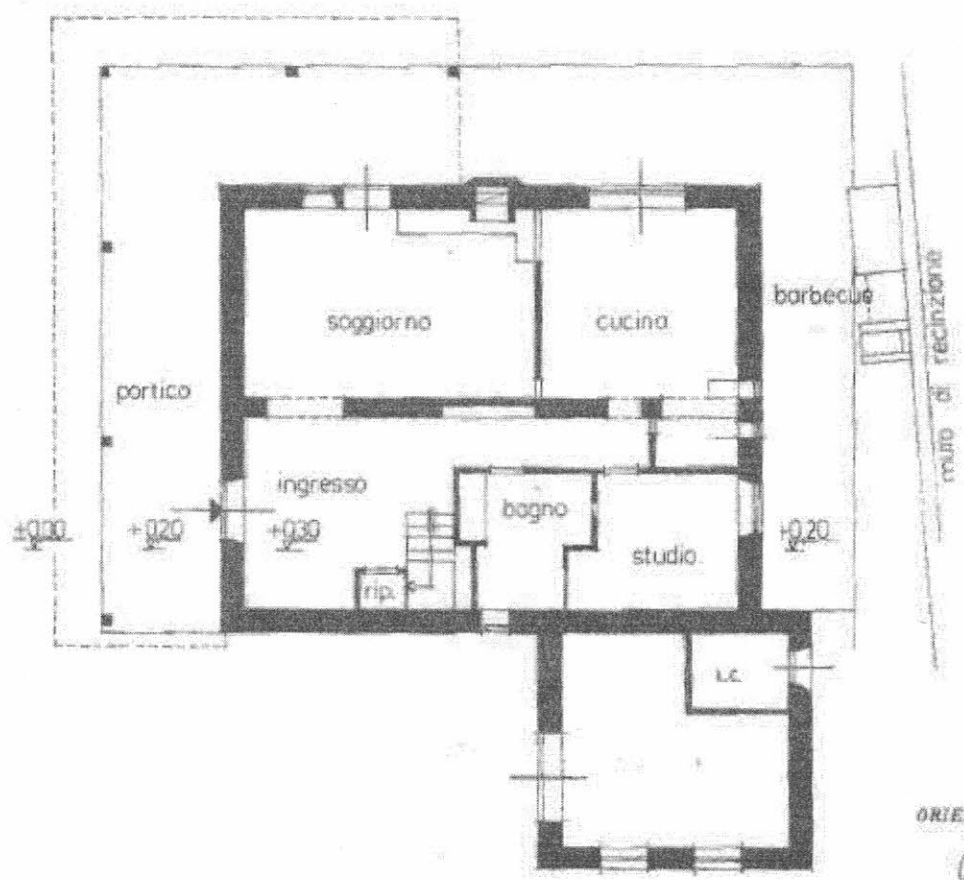 soggiorno
cucina
barbecue
muro di recinzione
portico
ingresso
bagno
±0.00
+0.20
+0.30
studio
+0.20
rip.
ORIE